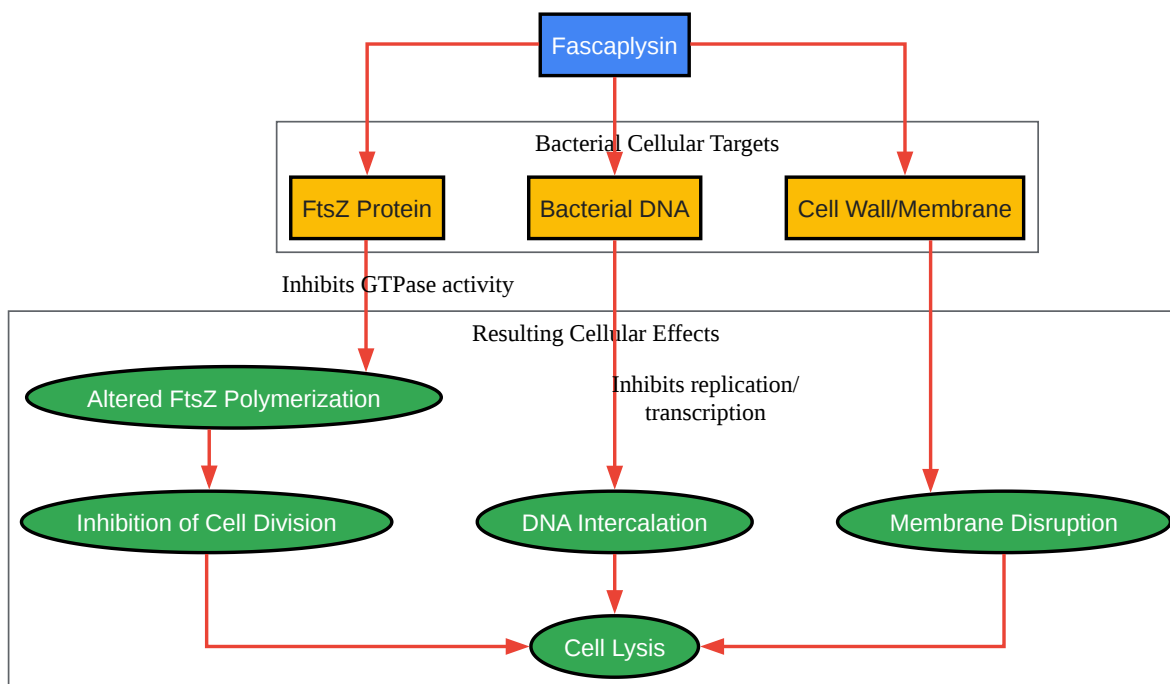 Fascaplysin
Bacterial Cellular Targets
FtsZ Protein
Bacterial DNA
Cell Wall/Membrane
Inhibits GTPase activity
Resulting Cellular Effects
Altered FtsZ Polymerization
Inhibits replication/
transcription
Inhibition of Cell Division
DNA Intercalation
Membrane Disruption
Cell Lysis